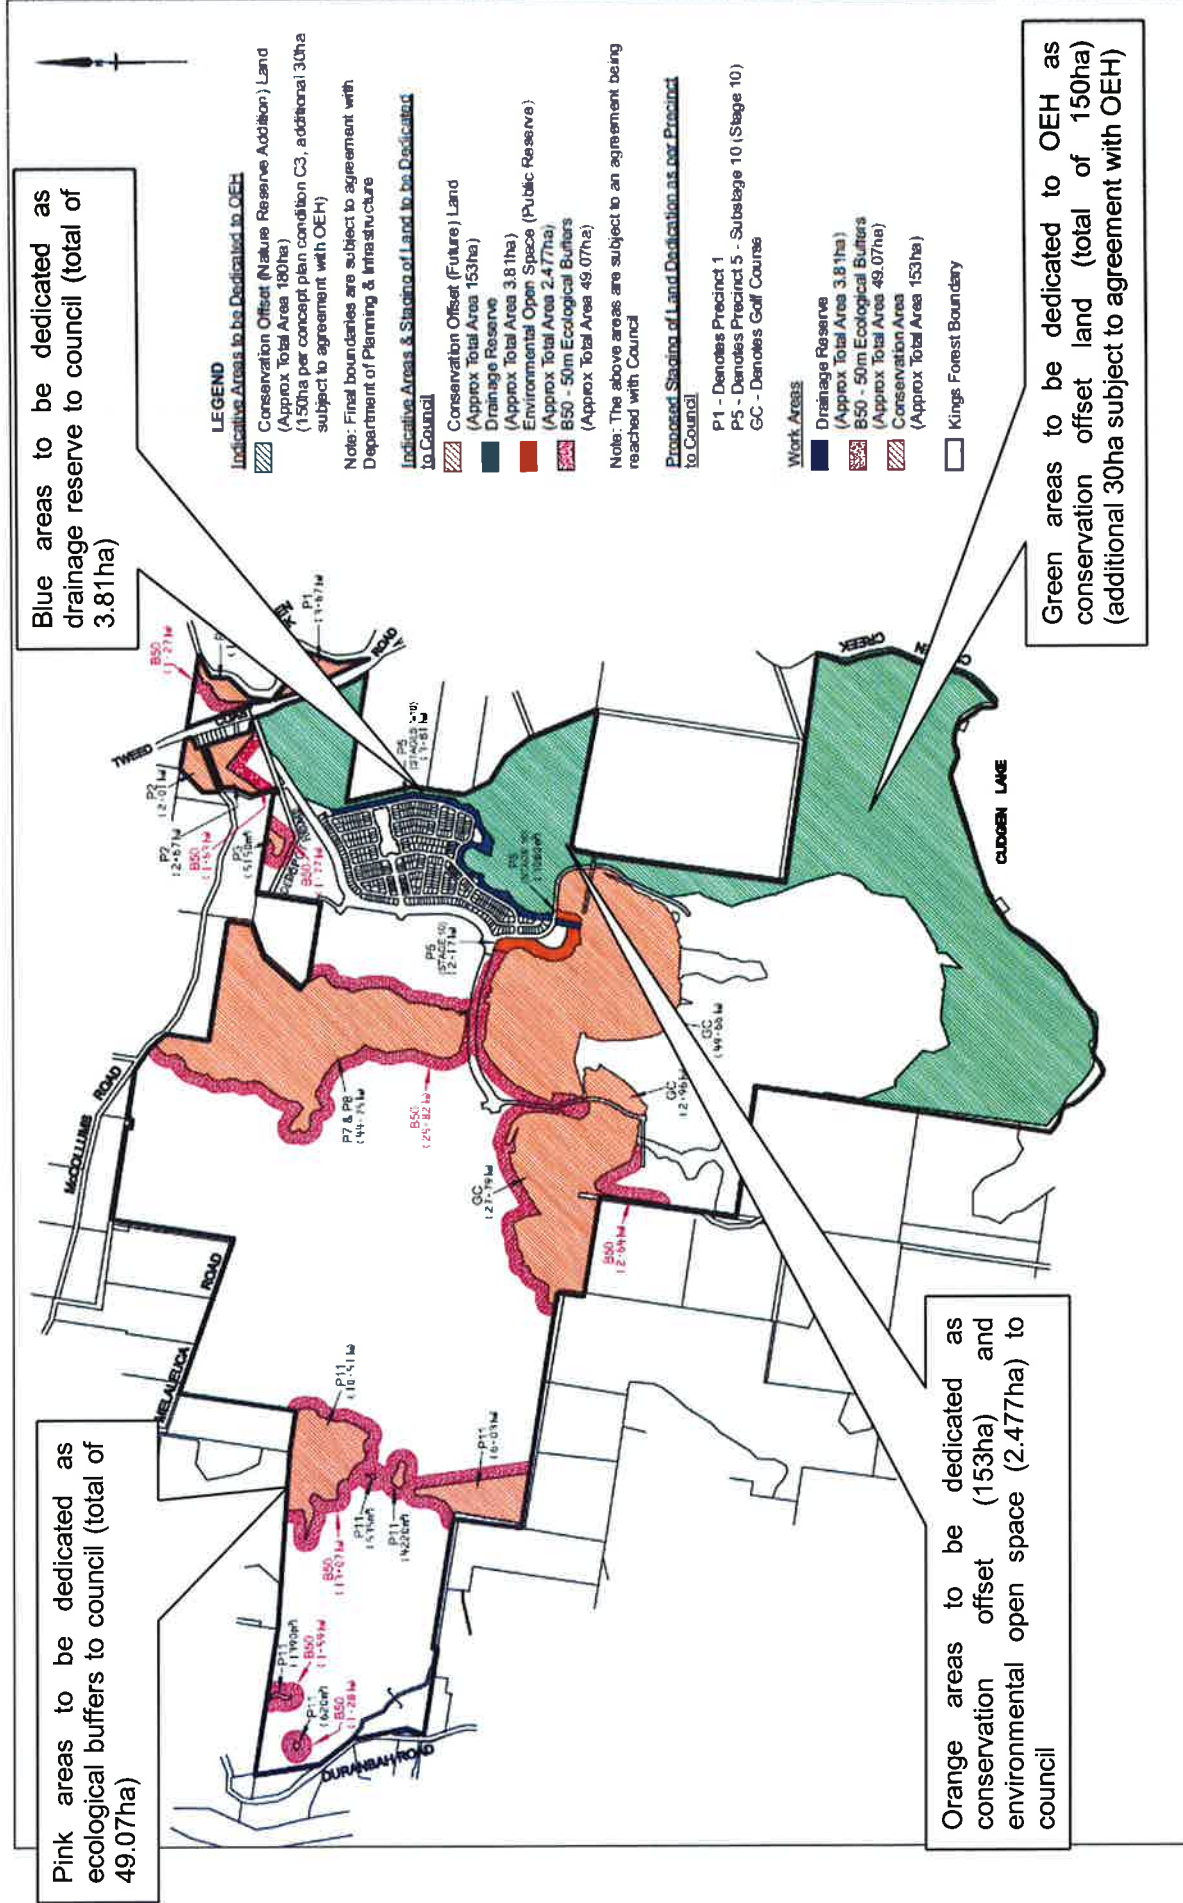 Blue areas to be dedicated as
drainage reserve to council (total of
3.81ha)
Pink areas to be dedicated as
ecological buffers to council (total of
49.07ha)
Orange areas to be dedicated as
conservation offset (153ha) and
environmental open space (2.477ha) to
council
Green areas to be dedicated to OEH as
conservation offset land (total of 150ha)
(additional 30ha subject to agreement with OEH)
LEGEND
Indicative Areas to be Dedicated to OEH
Conservation Offset (Nature Reserve Addition) Land
(Approx Total Area 180ha)
(150ha per concept plan condition C3, additional 30ha
subject to agreement with OEH)
Note: Final boundaries are subject to agreement with
Department of Planning & Infrastructure
Indicative Areas & Staging of Land to be Dedicated
to Council
Conservation Offset (Future) Land
(Approx Total Area 153ha)
Drainage Reserve
(Approx Total Area 3.81ha)
Environmental Open Space (Public Reserve)
(Approx Total Area 2.477ha)
B50 - 50m Ecological Buffers
(Approx Total Area 49.07ha)
Note: The above areas are subject to an agreement being
reached with Council
Proposed Staging of Land Dedication as per Precinct
to Council
P1 - Denotes Precinct 1
P5 - Denotes Precinct 5 - Substage 10 (Stage 10)
GC - Denotes Golf Course
Work Areas
Drainage Reserve
(Approx Total Area 3.81ha)
B50 - 50m Ecological Buffers
(Approx Total Area 49.07ha)
Conservation Area
(Approx Total Area 153ha)
Kings Forest Boundary
McCOLLUMS ROAD
MELALEUCA
ROAD
DURANBAH ROAD
TWEED
ROAD
CREEK
CUDGEN LAKE
B50
P1
P2
P2
B50
P3
B50
P5
P5
(STAGE 10)
P7 & P8
B50
GC
GC
GC
B50
P11
P11
P11
P11
B50
P11
B50
P11
B50